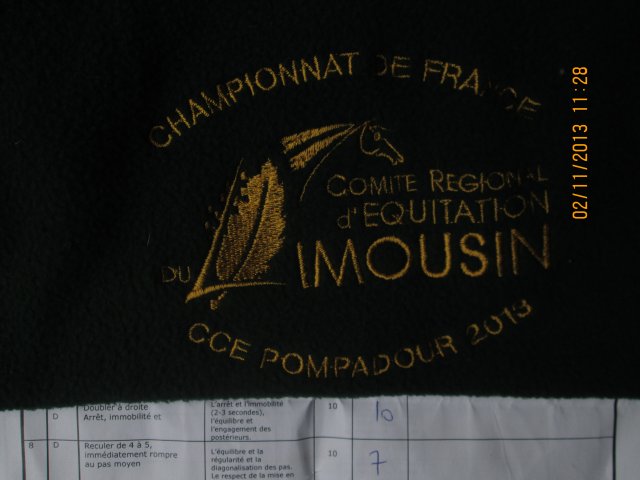 CHAMPIONNAT DE FRANCE
COMITE REGIONAL
d'EQUITATION
DU LIMOUSIN
CCE POMPADOUR 2013
02/11/2013 11:28
D
Doubler à droite
Arrêt, immobilité et
L'arrêt et l'immobilité
(2-3 secondes),
l'équilibre et
l'engagement des
postérieurs.
10
10
8
D
Reculer de 4 à 5,
immédiatement rompre
au pas moyen
L'équilibre et la
régularité et la
diagonalisation des pas.
Le respect de la mise en
10
7